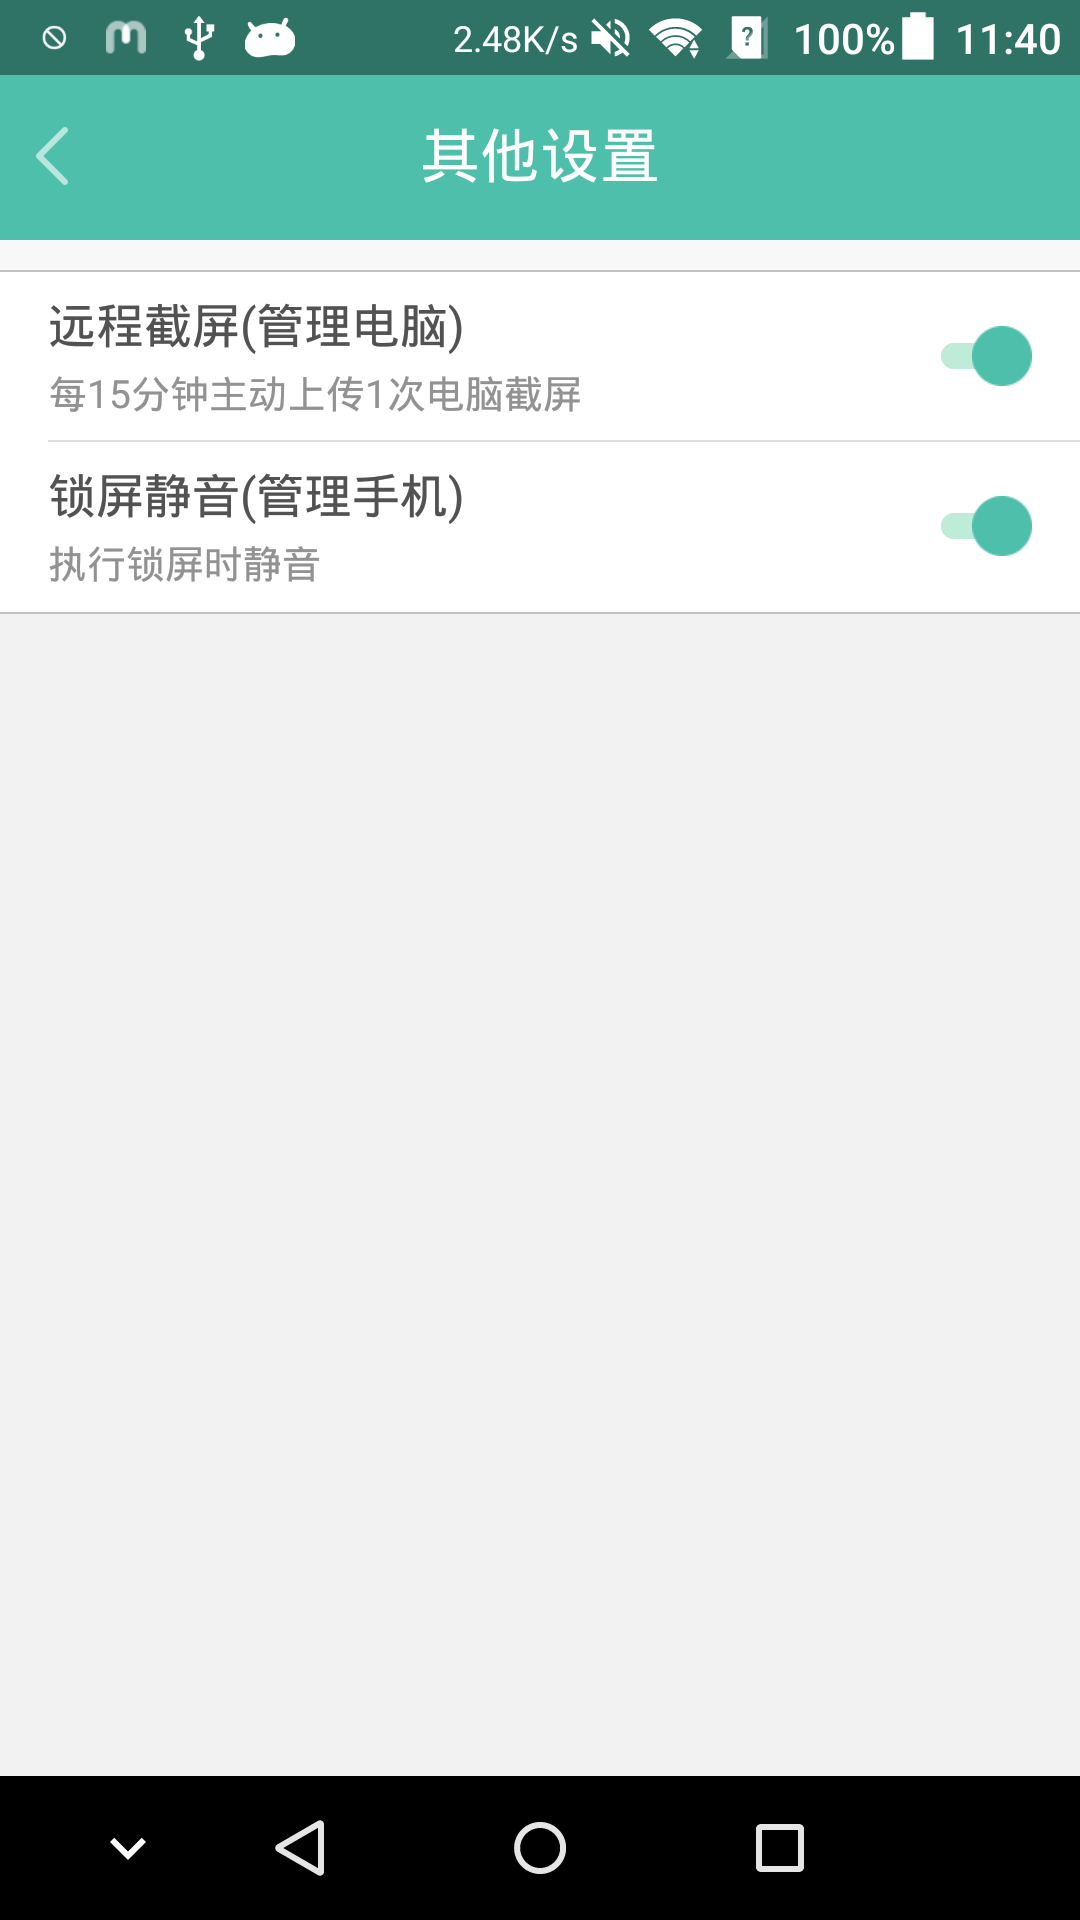 2.48K/s ? 100% 11:40
其他设置
远程截屏(管理电脑)
每15分钟主动上传1次电脑截屏
锁屏静音(管理手机)
执行锁屏时静音